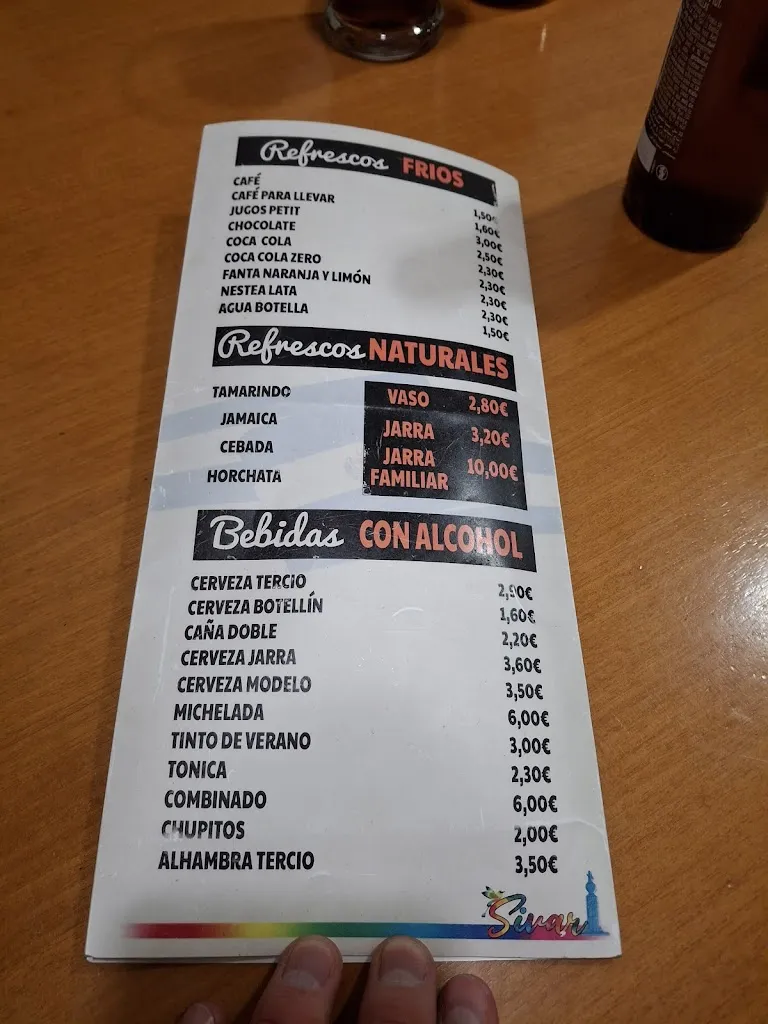 Refrescos FRIOS
CAFÉ 1,50€
CAFÉ PARA LLEVAR 1,60€
JUGOS PETIT 3,00€
CHOCOLATE 2,50€
COCA COLA 2,30€
COCA COLA ZERO 2,30€
FANTA NARANJA Y LIMÓN 2,30€
NESTEA LATA 2,30€
AGUA BOTELLA 1,50€
Refrescos NATURALES
TAMARINDO VASO 2,80€
JAMAICA JARRA 3,20€
CEBADA JARRA
HORCHATA FAMILIAR 10,00€
Bebidas CON ALCOHOL
CERVEZA TERCIO 2,90€
CERVEZA BOTELLÍN 1,60€
CAÑA DOBLE 2,20€
CERVEZA JARRA 3,60€
CERVEZA MODELO 3,50€
MICHELADA 6,00€
TINTO DE VERANO 3,00€
TONICA 2,30€
COMBINADO 6,00€
CHUPITOS 2,00€
ALHAMBRA TERCIO 3,50€
Sivar